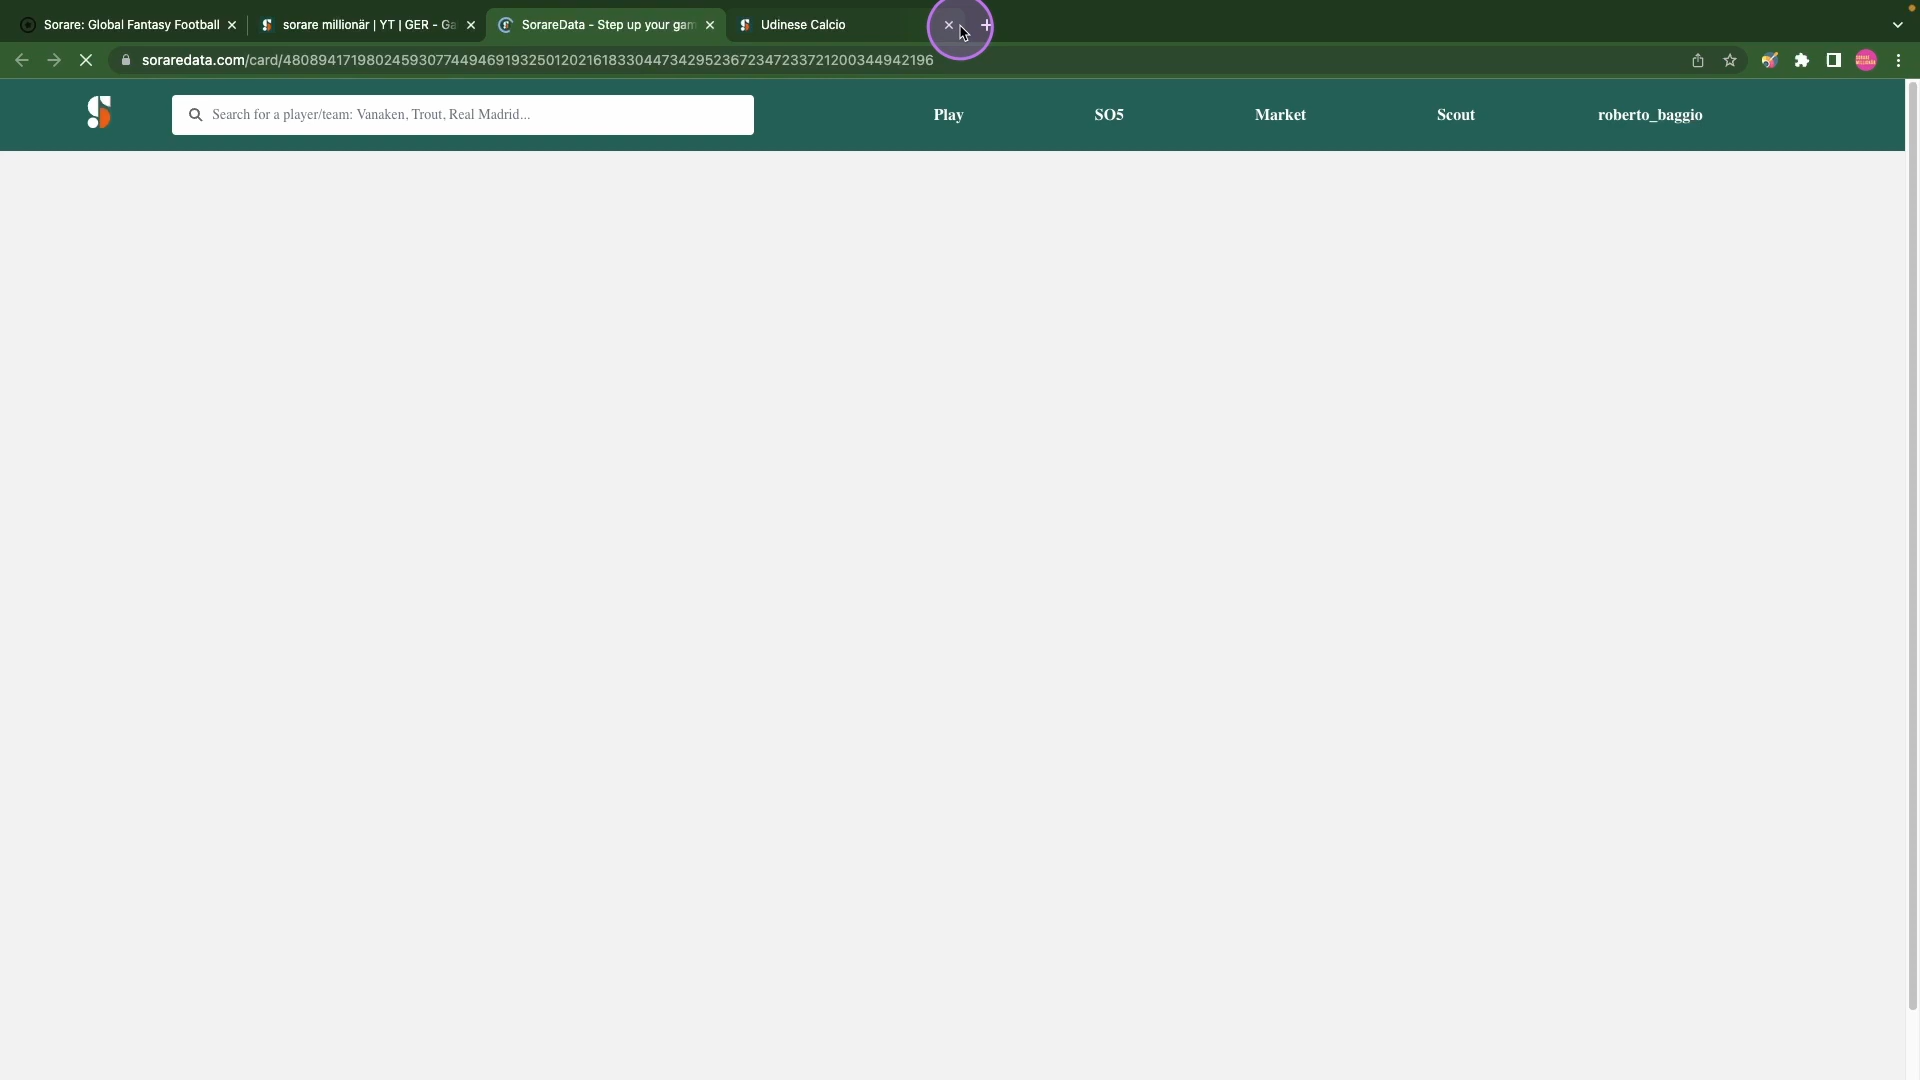 Sorare: Global Fantasy Football
sorare millionär | YT | GER - Ga
SorareData - Step up your gam
Udinese Calcio
soraredata.com/card/48089417198024593077449469193250120216183304473429523672347233721200344942196
Search for a player/team: Vanaken, Trout, Real Madrid...
Play
SO5
Market
Scout
roberto_baggio